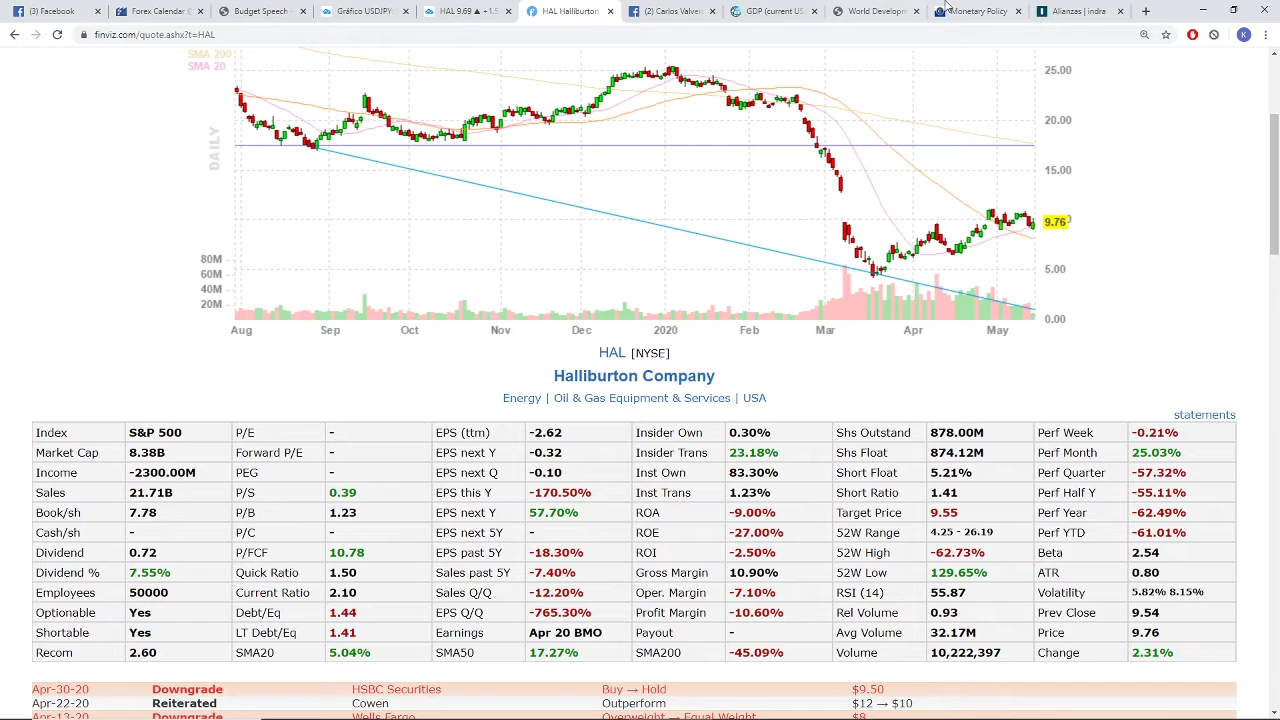 (3) Facebook
Forex Calendar
Budget Speech –
Gráfico USDJPY:
HAL 9.69 ▲ +1.9
HAL Halliburton
(2) Carlos Valver
GDP (current US
World Developm
Monetary Policy
Alianzas | indra
finviz.com/quote.ashx?t=HAL
K
SMA 200
SMA 20
DAILY
25.00
20.00
15.00
9.76
5.00
0.00
80M
60M
40M
20M
Aug Sep Oct Nov Dec 2020 Feb Mar Apr May
HAL [NYSE]
Halliburton Company
Energy | Oil & Gas Equipment & Services | USA
statements
Index S&P 500 P/E - EPS (ttm) -2.62 Insider Own 0.30% Shs Outstand 878.00M Perf Week -0.21%
Market Cap 8.38B Forward P/E - EPS next Y -0.32 Insider Trans 23.18% Shs Float 874.12M Perf Month 25.03%
Income -2300.00M PEG - EPS next Q -0.10 Inst Own 83.30% Short Float 5.21% Perf Quarter -57.32%
Sales 21.71B P/S 0.39 EPS this Y -170.50% Inst Trans 1.23% Short Ratio 1.41 Perf Half Y -55.11%
Book/sh 7.78 P/B 1.23 EPS next Y 57.70% ROA -9.00% Target Price 9.55 Perf Year -62.49%
Cash/sh - P/C - EPS next 5Y - ROE -27.00% 52W Range 4.25 - 26.19 Perf YTD -61.01%
Dividend 0.72 P/FCF 10.78 EPS past 5Y -18.30% ROI -2.50% 52W High -62.73% Beta 2.54
Dividend % 7.55% Quick Ratio 1.50 Sales past 5Y -7.40% Gross Margin 10.90% 52W Low 129.65% ATR 0.80
Employees 50000 Current Ratio 2.10 Sales Q/Q -12.20% Oper. Margin -7.10% RSI (14) 55.87 Volatility 5.82% 8.15%
Optionable Yes Debt/Eq 1.44 EPS Q/Q -765.30% Profit Margin -10.60% Rel Volume 0.93 Prev Close 9.54
Shortable Yes LT Debt/Eq 1.41 Earnings Apr 20 BMO Payout - Avg Volume 32.17M Price 9.76
Recom 2.60 SMA20 5.04% SMA50 17.27% SMA200 -45.09% Volume 10,222,397 Change 2.31%
Apr-30-20 Downgrade HSBC Securities Buy → Hold $9.50
Apr-22-20 Reiterated Cowen Outperform $12 → $10
Apr-13-20 Downgrade Wells Fargo Overweight → Equal Weight $8